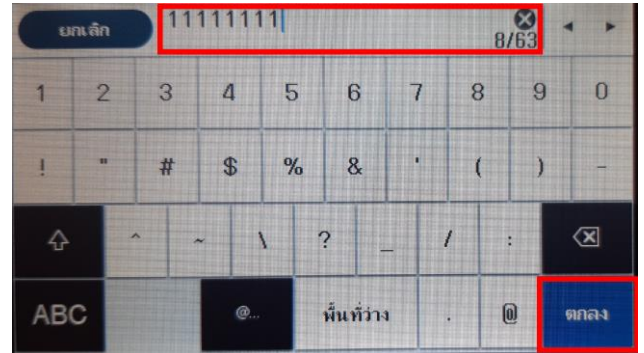 ยกเลิก 11111111 8/63
1 2 3 4 5 6 7 8 9 0
! " # $ % & ' ( ) -
^ ~ \ ? _ / :
ABC @... พื้นที่ว่าง . @ ตกลง